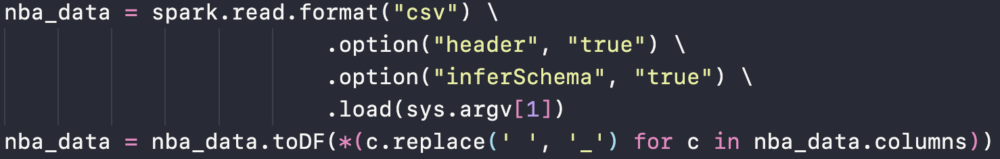 nba_data = spark.read.format("csv") \
.option("header", "true") \
.option("inferSchema", "true") \
.load(sys.argv[1])
nba_data = nba_data.toDF(*(c.replace(' ', '_') for c in nba_data.columns))